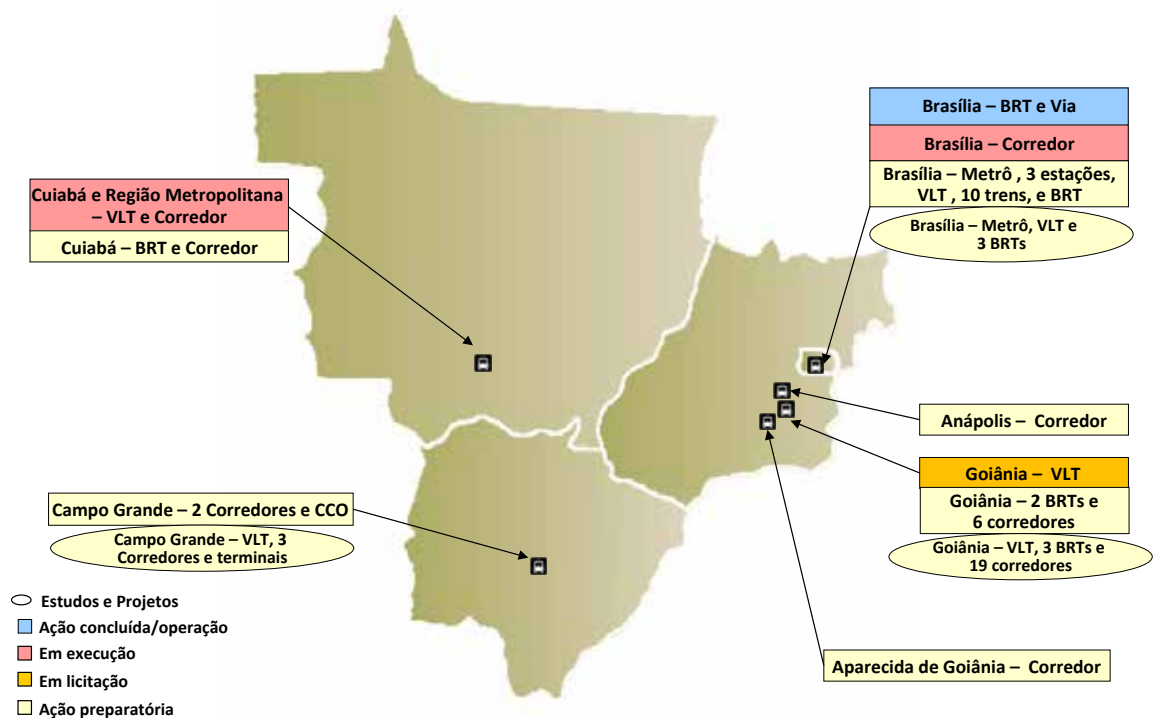 Brasília – BRT e Via
Brasília – Corredor
Brasília – Metrô , 3 estações,
VLT , 10 trens, e BRT
Brasília – Metrô, VLT e
3 BRTs
Cuiabá e Região Metropolitana
– VLT e Corredor
Cuiabá – BRT e Corredor
Anápolis – Corredor
Goiânia – VLT
Goiânia – 2 BRTs e
6 corredores
Goiânia – VLT, 3 BRTs e
19 corredores
Campo Grande – 2 Corredores e CCO
Campo Grande – VLT, 3
Corredores e terminais
Aparecida de Goiânia – Corredor
Estudos e Projetos
Ação concluída/operação
Em execução
Em licitação
Ação preparatória